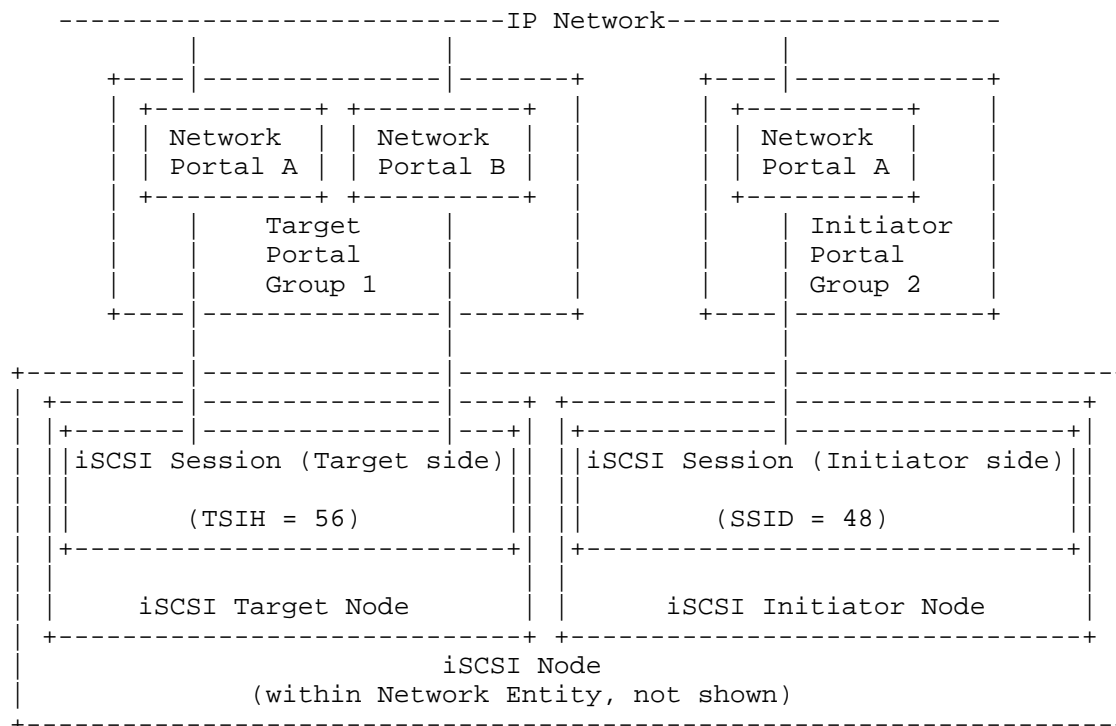 IP Network
Network Network Network
Portal A Portal B Portal A
Target Initiator
Portal Portal
Group 1 Group 2
iSCSI Session (Target side) iSCSI Session (Initiator side)
(TSIH = 56) (SSID = 48)
iSCSI Target Node iSCSI Initiator Node
iSCSI Node
(within Network Entity, not shown)